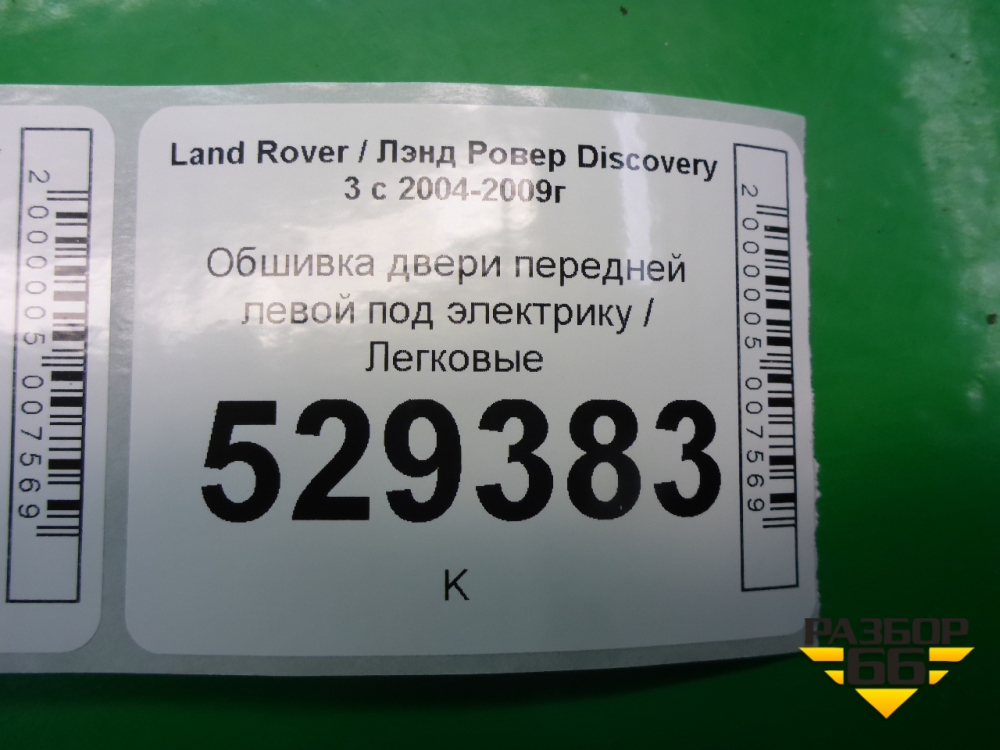 Land Rover / Лэнд Ровер Discovery
3 с 2004-2009г
Обшивка двери передней
левой под электрику /
Легковые
529383
К
2000005007569
2000005007569
РАЗБОР
66